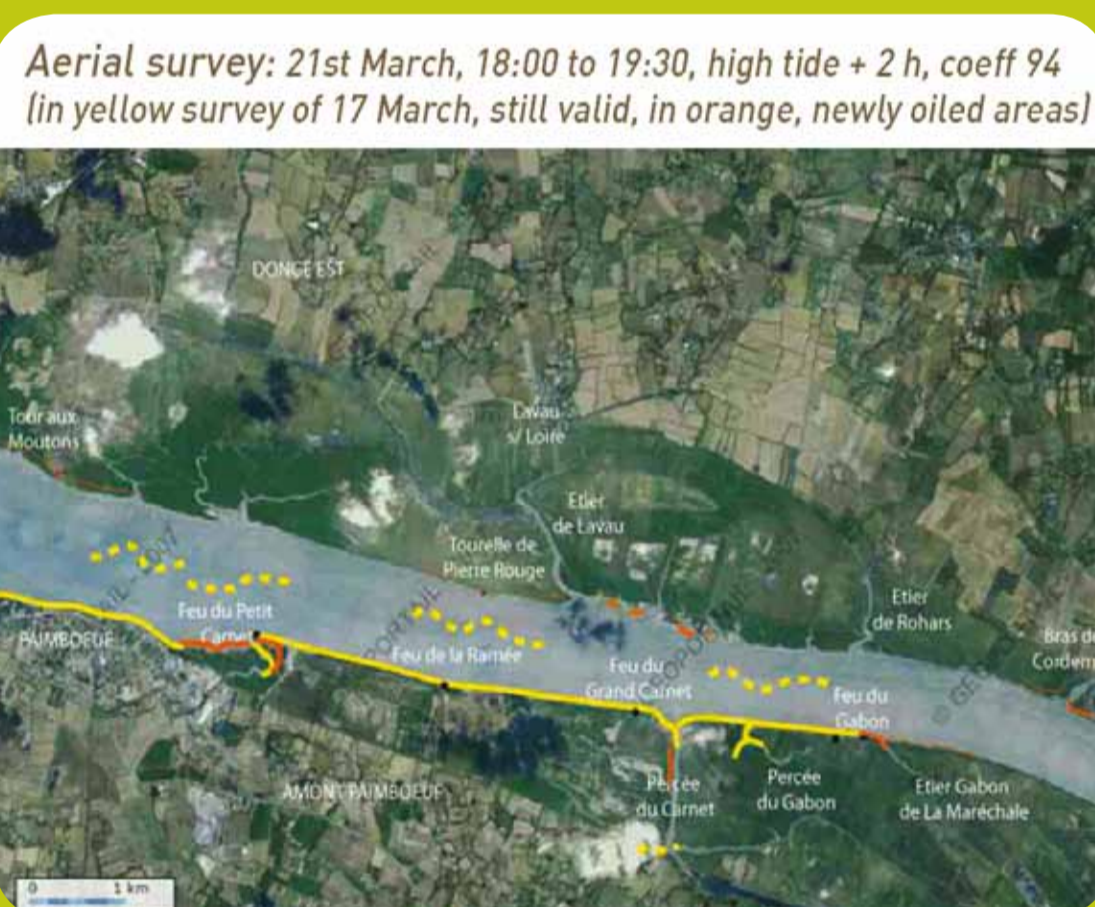 Aerial survey: 21st March, 18:00 to 19:30, high tide + 2 h, coeff 94
(in yellow survey of 17 March, still valid, in orange, newly oiled areas)
DONGE EST
Tour aux
Moutons
Lavau
s/ Loire
Etier
de Lavau
Tourelle de
Pierre Rouge
Etier
de Rohars
Bras de
Feu du Petit
Carnet
PAIMBOEUF
Feu de la Ramée
Feu du
Grand Carnet
Feu du
Gabon
Percée
du Carnet
Percée
du Gabon
Etier Gabon
de La Maréchale
AMONT PAIMBOEUF
0 1 km